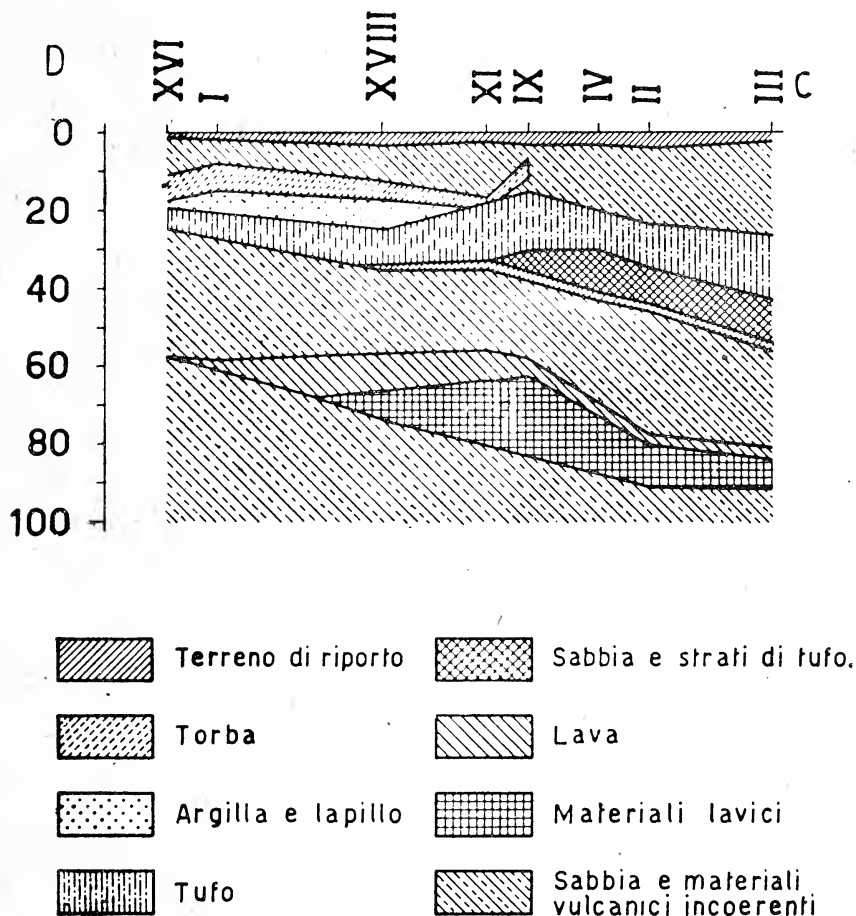 D XVI I XVIII XI IX IV II III C
0
20
40
60
80
100
Terreno di riporto
Sabbia e strati di tufo.
Torba
Lava
Argilla e lapillo
Materiali lavici
Tufo
Sabbia e materiali
vulcanici incoerenti